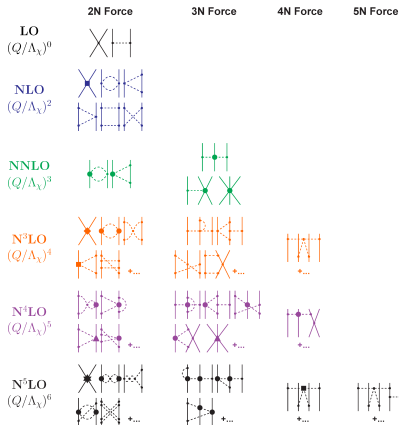 2N Force 3N Force 4N Force 5N Force
LO
(Q/Λχ)⁰
NLO
(Q/Λχ)²
NNLO
(Q/Λχ)³
N³LO
(Q/Λχ)⁴
+... +... +...
N⁴LO
(Q/Λχ)⁵
+... +... +...
N⁵LO
(Q/Λχ)⁶
+... +... +... +...